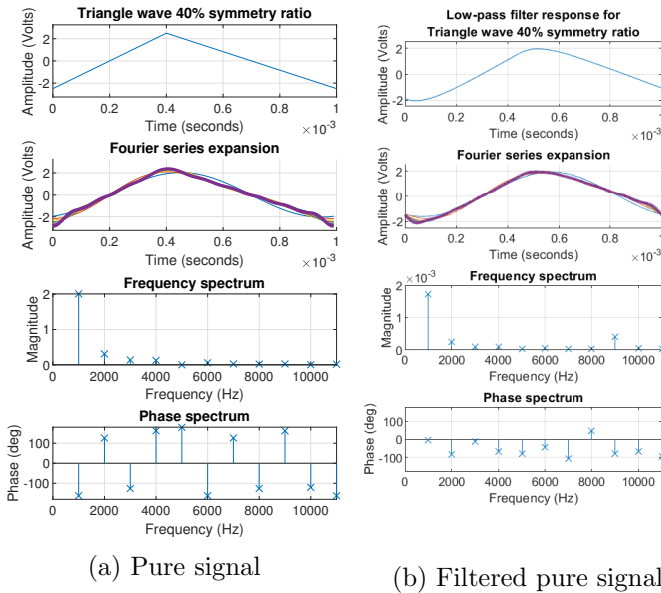 Triangle wave 40% symmetry ratio
Amplitude (Volts)
2
0
-2
0 0.2 0.4 0.6 0.8 1
Time (seconds) ×10-3
Fourier series expansion
Amplitude (Volts)
2
0
-2
0 0.2 0.4 0.6 0.8 1
Time (seconds) ×10-3
Frequency spectrum
Magnitude
2
1
0
0 2000 4000 6000 8000 10000
Frequency (Hz)
Phase spectrum
Phase (deg)
100
0
-100
0 2000 4000 6000 8000 10000
Frequency (Hz)
(a) Pure signal
Low-pass filter response for
Triangle wave 40% symmetry ratio
Amplitude (Volts)
2
0
-2
0 0.2 0.4 0.6 0.8 1
Time (seconds) ×10-3
Fourier series expansion
Amplitude (Volts)
2
0
-2
0 0.2 0.4 0.6 0.8 1
Time (seconds) ×10-3
×10-3 Frequency spectrum
Magnitude
2
1
0
0 2000 4000 6000 8000 10000
Frequency (Hz)
Phase spectrum
Phase (deg)
100
0
-100
0 2000 4000 6000 8000 10000
Frequency (Hz)
(b) Filtered pure signal